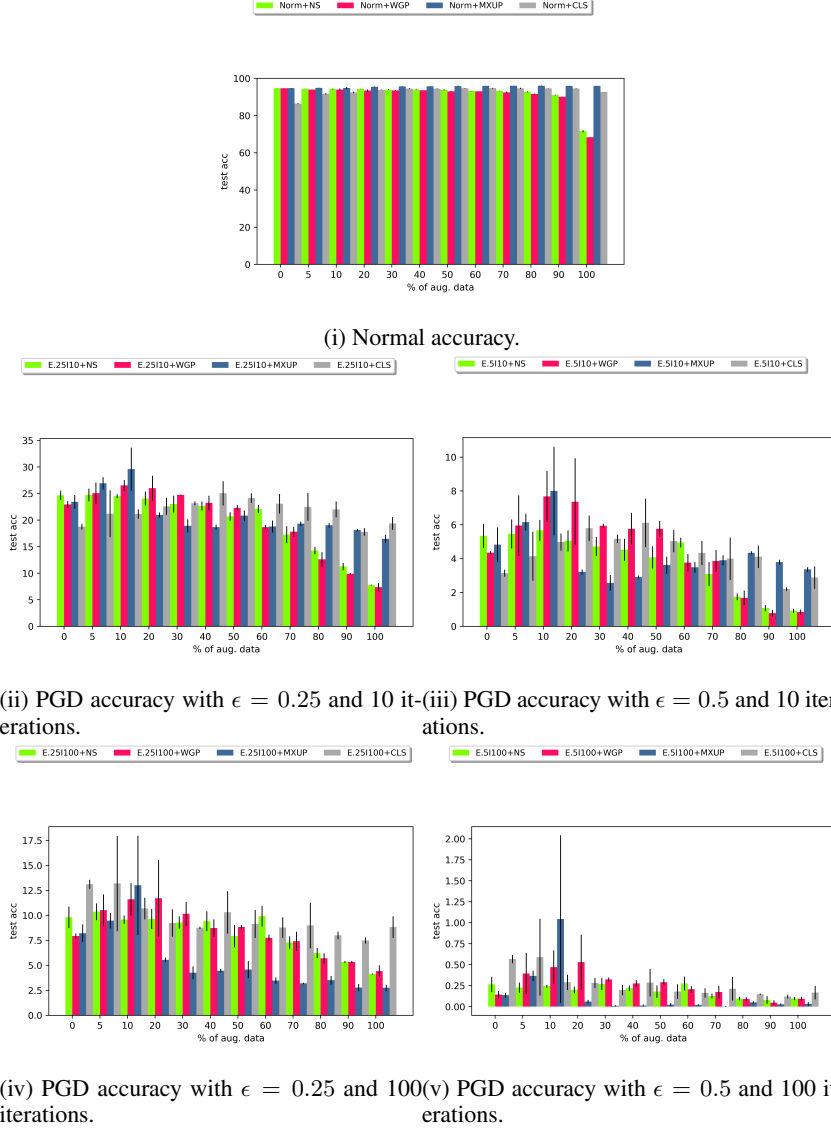 Norm+NS Norm+WGP Norm+MXUP Norm+CLS
100
80
60
40
20
0
test acc
0 5 10 20 30 40 50 60 70 80 90 100
% of aug. data
(i) Normal accuracy.
E.25I10+NS E.25I10+WGP E.25I10+MXUP E.25I10+CLS
35
30
25
20
15
10
5
0
test acc
0 5 10 20 30 40 50 60 70 80 90 100
% of aug. data
(ii) PGD accuracy with ϵ = 0.25 and 10 it-
erations.
E.5I10+NS E.5I10+WGP E.5I10+MXUP E.5I10+CLS
10
8
6
4
2
0
test acc
0 5 10 20 30 40 50 60 70 80 90 100
% of aug. data
(iii) PGD accuracy with ϵ = 0.5 and 10 iter
ations.
E.25I100+NS E.25I100+WGP E.25I100+MXUP E.25I100+CLS
17.5
15.0
12.5
10.0
7.5
5.0
2.5
0.0
test acc
0 5 10 20 30 40 50 60 70 80 90 100
% of aug. data
(iv) PGD accuracy with ϵ = 0.25 and 100
iterations.
E.5I100+NS E.5I100+WGP E.5I100+MXUP E.5I100+CLS
2.00
1.75
1.50
1.25
1.00
0.75
0.50
0.25
0.00
test acc
0 5 10 20 30 40 50 60 70 80 90 100
% of aug. data
(v) PGD accuracy with ϵ = 0.5 and 100 it
erations.